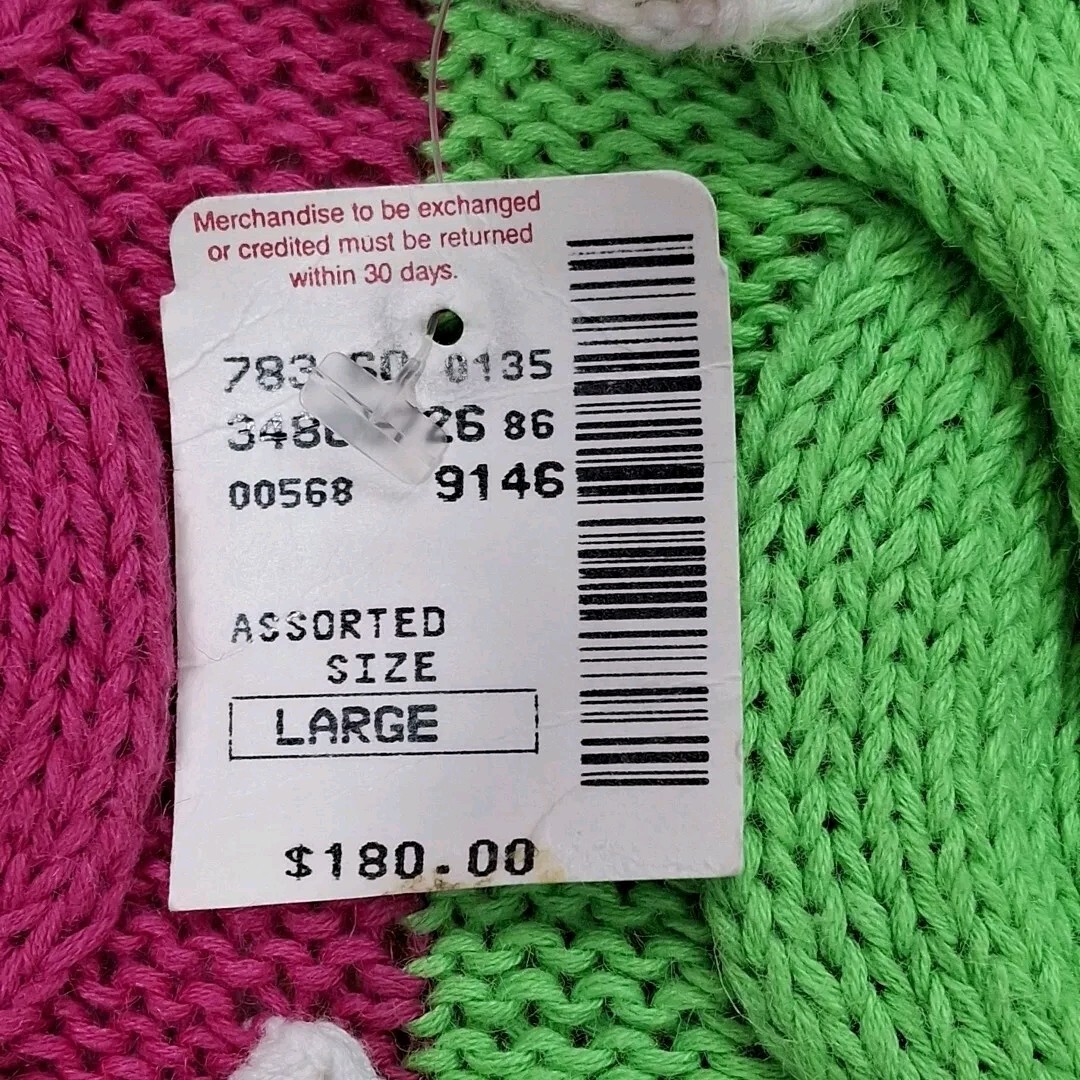 Merchandise to be exchanged
or credited must be returned
within 30 days.
0135
86
00568 9146
ASSORTED
SIZE
LARGE
$180.00